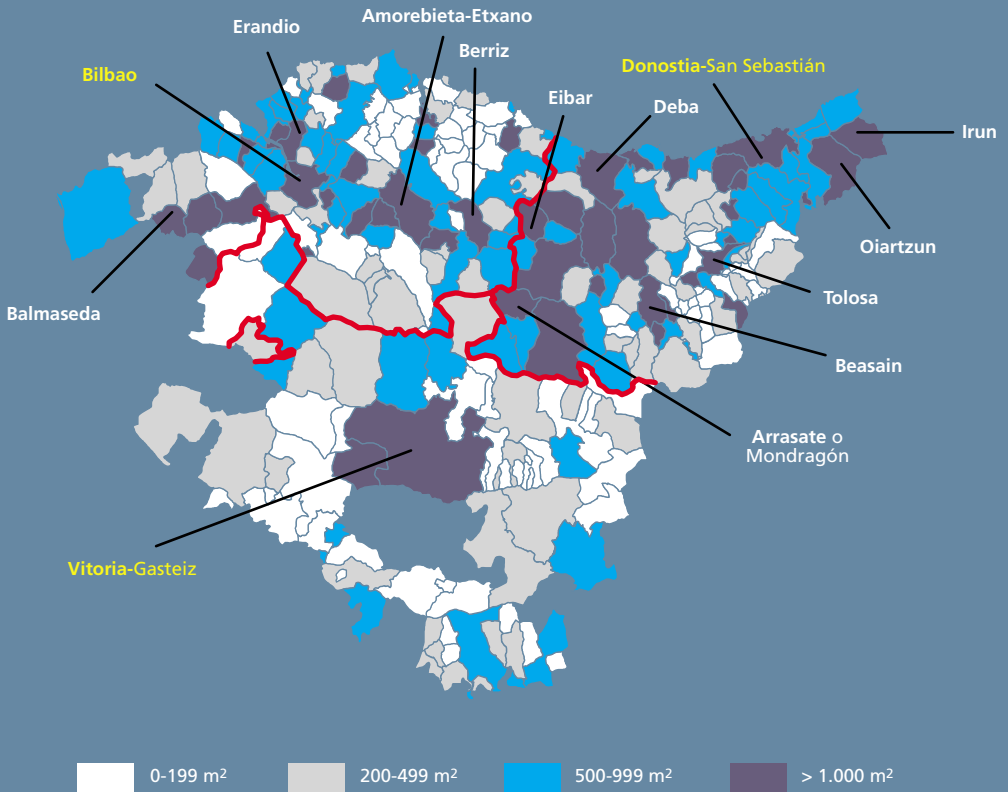 Amorebieta-Etxano
Erandio
Berriz
Donostia-San Sebastián
Bilbao
Eibar
Deba
Irun
Oiartzun
Tolosa
Balmaseda
Beasain
Arrasate o
Mondragón
Vitoria-Gasteiz
0-199 m²
200-499 m²
500-999 m²
> 1.000 m²